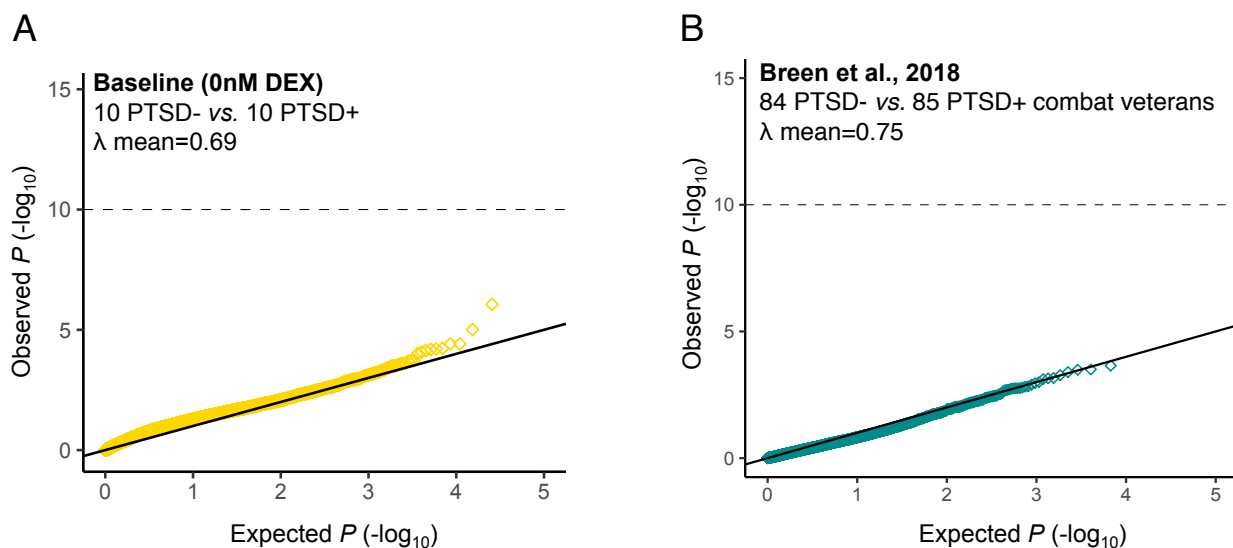 A
Baseline (0nM DEX)
10 PTSD- vs. 10 PTSD+
λ mean=0.69
15
10
5
0
Observed P (-log10)
0 1 2 3 4 5
Expected P (-log10)
B
Breen et al., 2018
84 PTSD- vs. 85 PTSD+ combat veterans
λ mean=0.75
15
10
5
0
Observed P (-log10)
0 1 2 3 4 5
Expected P (-log10)